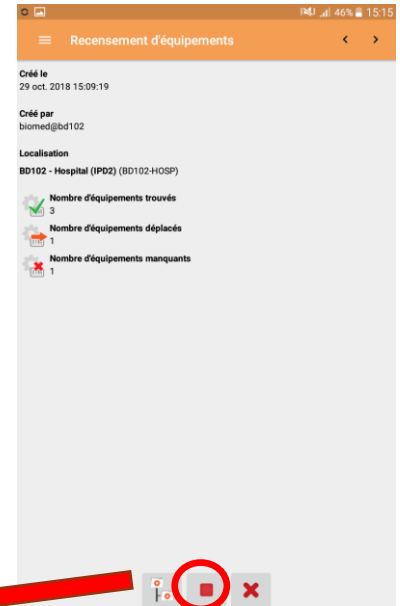 46% 15:15
Recensement d'équipements
Créé le
29 oct. 2018 15:09:19
Créé par
biomed@bd102
Localisation
BD102 - Hospital (IPD2) (BD102-HOSP)
Nombre d'équipements trouvés
3
Nombre d'équipements déplacés
1
Nombre d'équipements manquants
1